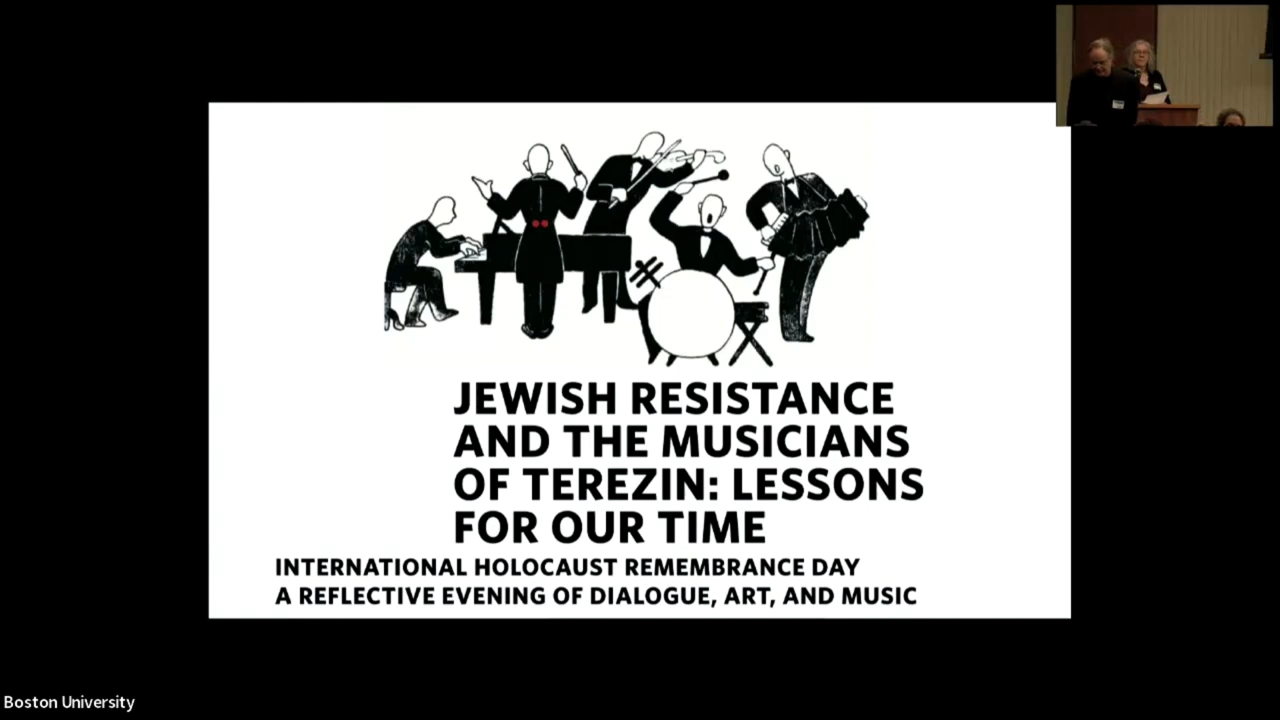 JEWISH RESISTANCE
AND THE MUSICIANS
OF TEREZIN: LESSONS
FOR OUR TIME
INTERNATIONAL HOLOCAUST REMEMBRANCE DAY
A REFLECTIVE EVENING OF DIALOGUE, ART, AND MUSIC
Boston University